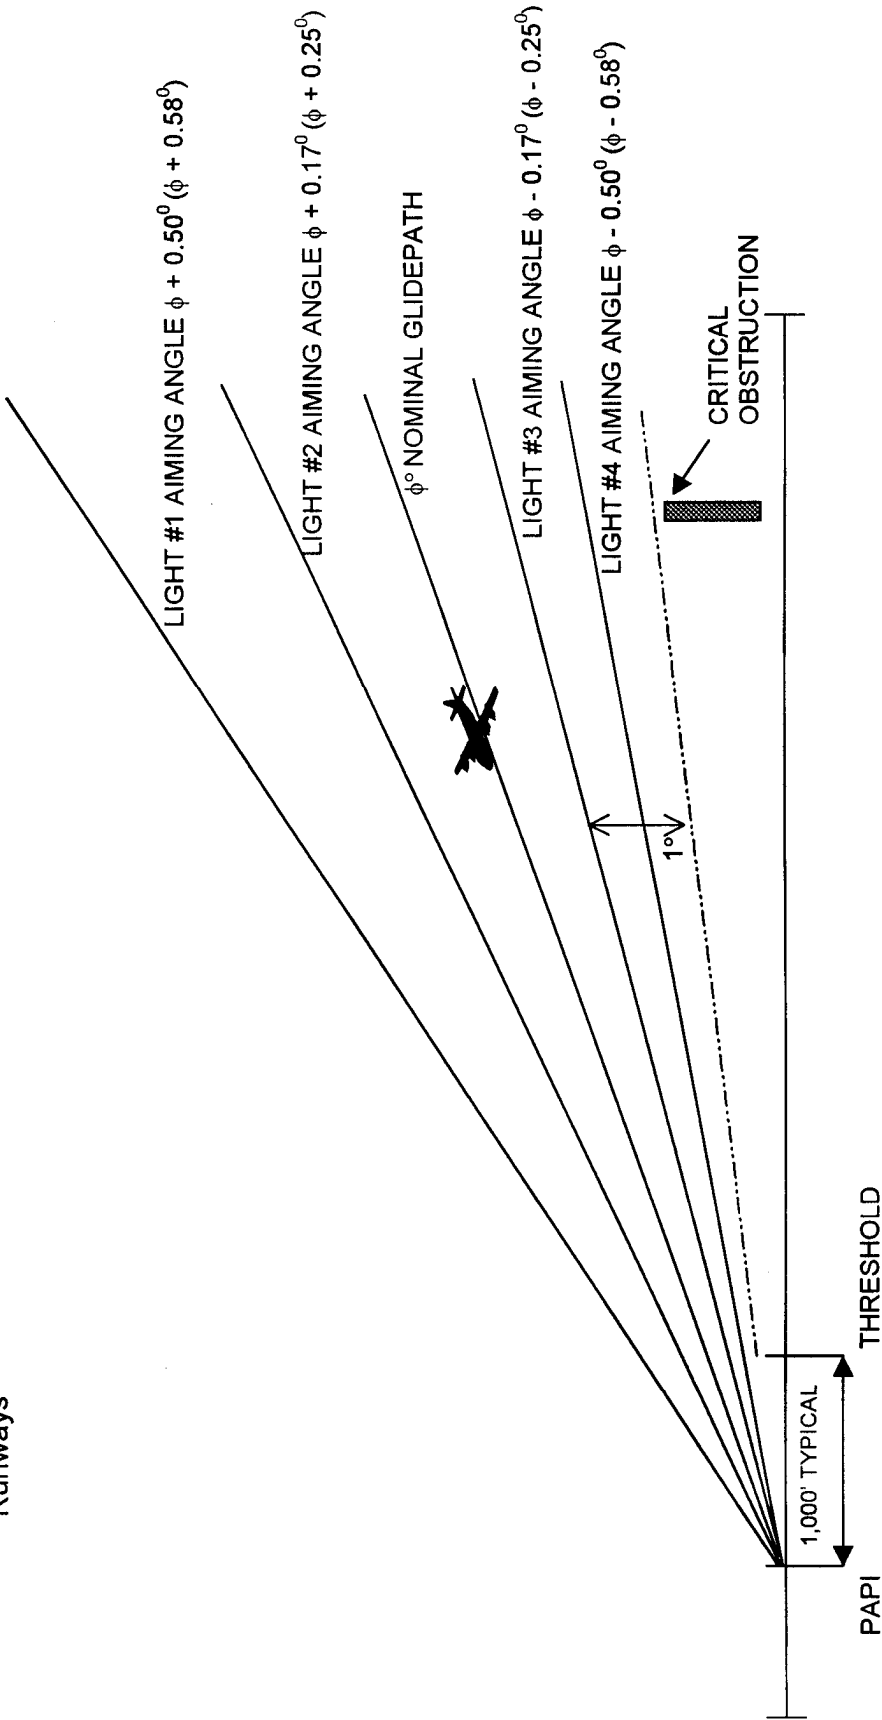 LIGHT #1 AIMING ANGLE ϕ + 0.50⁰ (ϕ + 0.58⁰)
LIGHT #2 AIMING ANGLE ϕ + 0.17⁰ (ϕ + 0.25⁰)
ϕ° NOMINAL GLIDEPATH
LIGHT #3 AIMING ANGLE ϕ - 0.17⁰ (ϕ - 0.25⁰)
LIGHT #4 AIMING ANGLE ϕ - 0.50⁰ (ϕ - 0.58⁰)
CRITICAL
OBSTRUCTION
1°
1,000' TYPICAL
PAPI
THRESHOLD